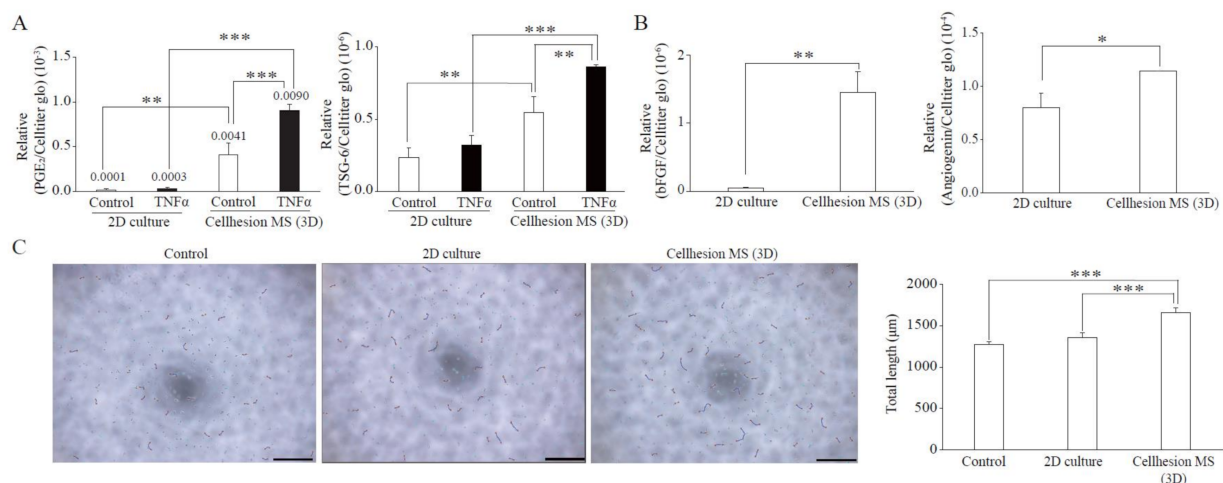 A
Relative
(PGE₂/Celltiter glo) (10⁻³)
1.5
1.0
0.5
0.0
0.0001
0.0003
0.0041
0.0090
**
***
***
Control
TNFα
Control
TNFα
2D culture
Cellhesion MS (3D)
Relative
(TSG-6/Celltiter glo) (10⁻⁶)
1.0
0.5
0
**
***
**
Control
TNFα
Control
TNFα
2D culture
Cellhesion MS (3D)
B
Relative
(bFGF/Celltiter glo) (10⁻⁶)
2
1
0
**
2D culture
Cellhesion MS (3D)
Relative
(Angiogenin/Celltiter glo) (10⁻⁴)
1.5
1.0
0.5
0.0
*
2D culture
Cellhesion MS (3D)
C
Control
2D culture
Cellhesion MS (3D)
Total length (µm)
2000
1500
1000
500
0
***
***
Control
2D culture
Cellhesion MS
(3D)